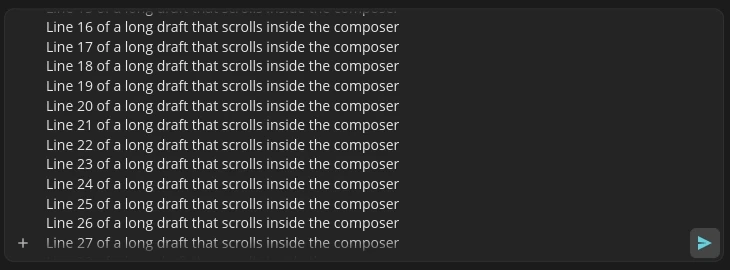 Line 16 of a long draft that scrolls inside the composer
Line 17 of a long draft that scrolls inside the composer
Line 18 of a long draft that scrolls inside the composer
Line 19 of a long draft that scrolls inside the composer
Line 20 of a long draft that scrolls inside the composer
Line 21 of a long draft that scrolls inside the composer
Line 22 of a long draft that scrolls inside the composer
Line 23 of a long draft that scrolls inside the composer
Line 24 of a long draft that scrolls inside the composer
Line 25 of a long draft that scrolls inside the composer
Line 26 of a long draft that scrolls inside the composer
Line 27 of a long draft that scrolls inside the composer